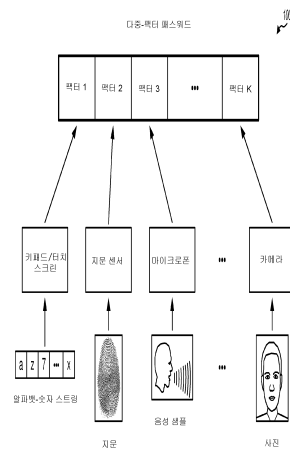 100
다중-팩터 패스워드
팩터 1 팩터 2 팩터 3 ··· 팩터 K
키패드/터치
스크린
지문 센서
마이크로폰
···
카메라
a z 7 ··· x
알파벳-숫자 스트링
지문
음성 샘플
···
사진